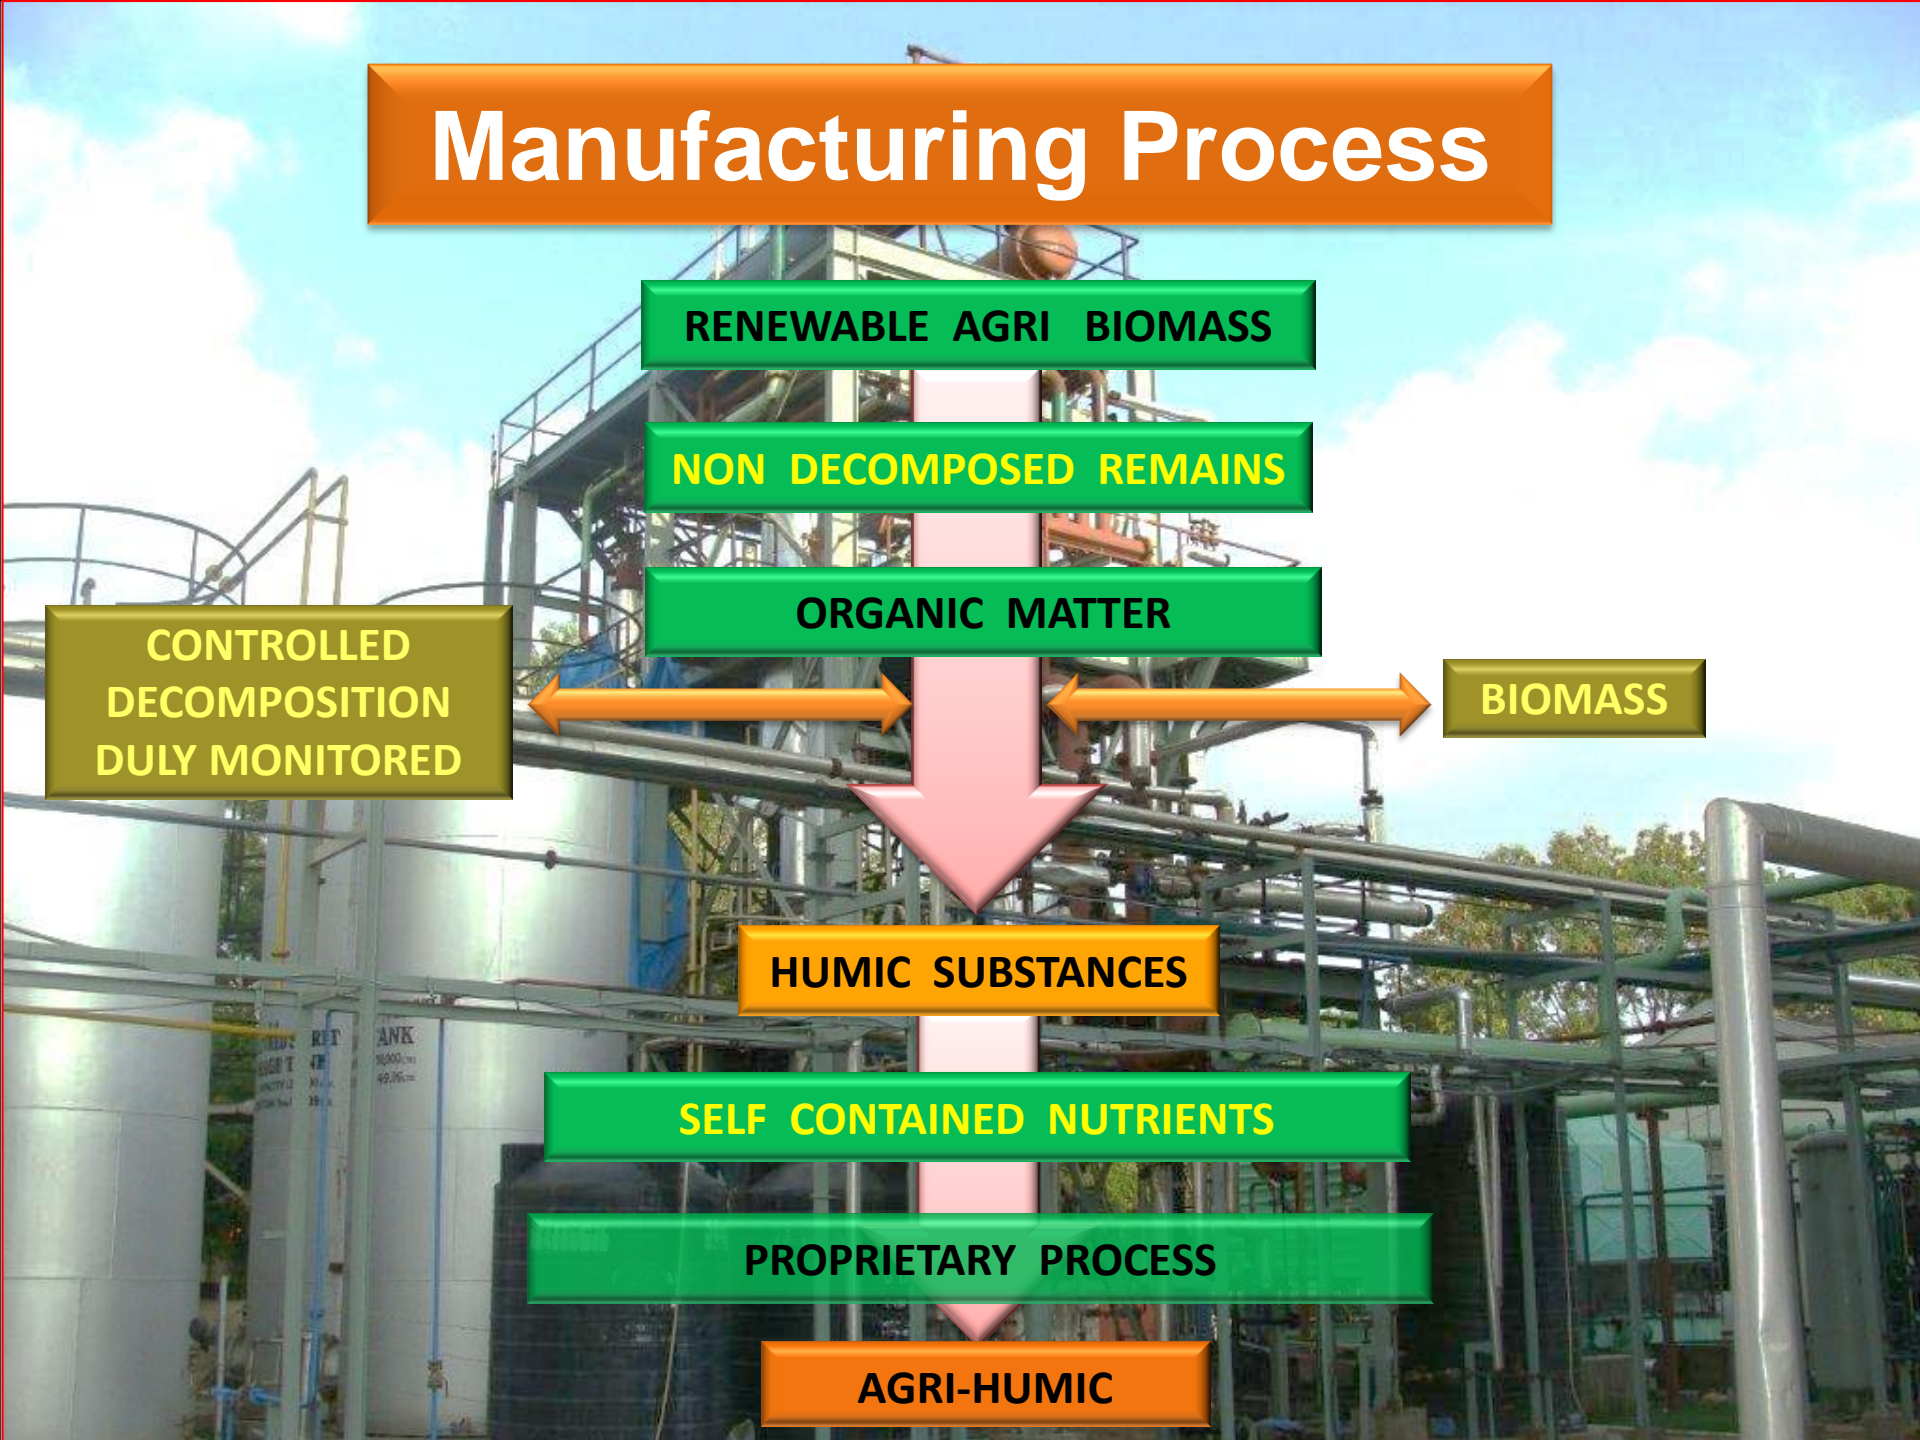 Manufacturing Process
RENEWABLE AGRI BIOMASS
NON DECOMPOSED REMAINS
ORGANIC MATTER
CONTROLLED
DECOMPOSITION
DULY MONITORED
BIOMASS
HUMIC SUBSTANCES
TANK
SELF CONTAINED NUTRIENTS
PROPRIETARY PROCESS
AGRI-HUMIC